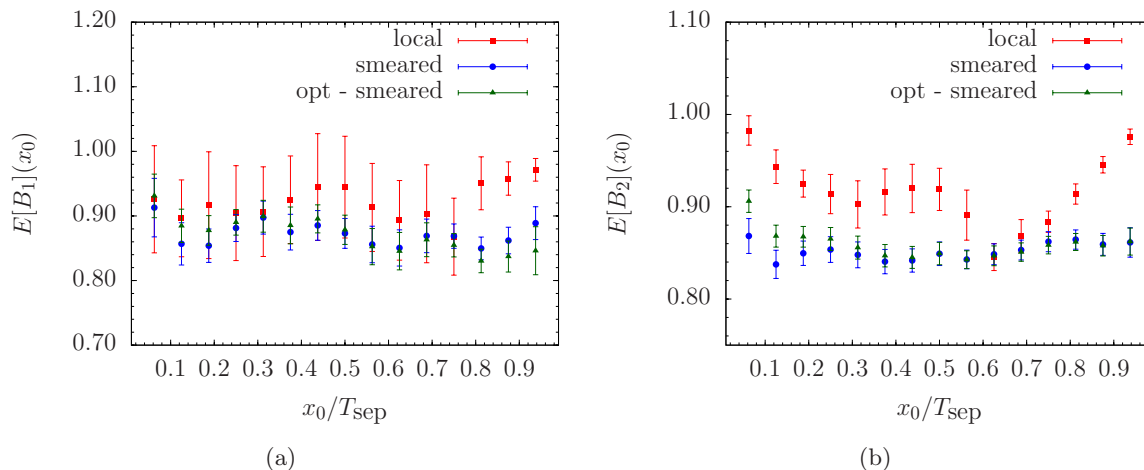 1.20
1.10
1.00
0.90
0.80
0.70
E[B₁](x₀)
local
smeared
opt - smeared
0.1 0.2 0.3 0.4 0.5 0.6 0.7 0.8 0.9
x₀/T_sep
(a)
1.10
1.00
0.90
0.80
E[B₂](x₀)
local
smeared
opt - smeared
0.1 0.2 0.3 0.4 0.5 0.6 0.7 0.8 0.9
x₀/T_sep
(b)